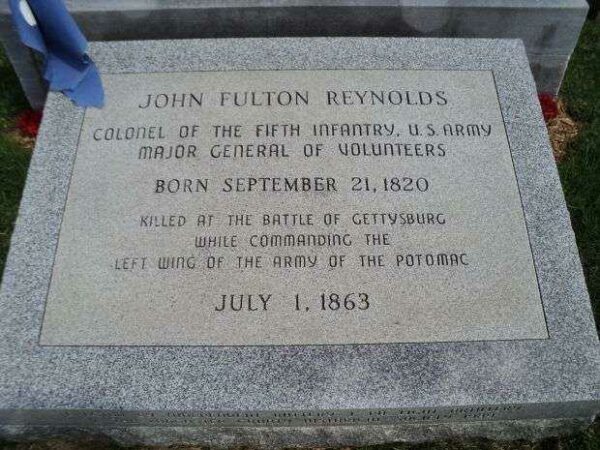 JOHN FULTON REYNOLDS
COLONEL OF THE FIFTH INFANTRY, U.S. ARMY
MAJOR GENERAL OF VOLUNTEERS
BORN SEPTEMBER 21, 1820
KILLED AT THE BATTLE OF GETTYSBURG
WHILE COMMANDING THE
LEFT WING OF THE ARMY OF THE POTOMAC
JULY 1, 1863